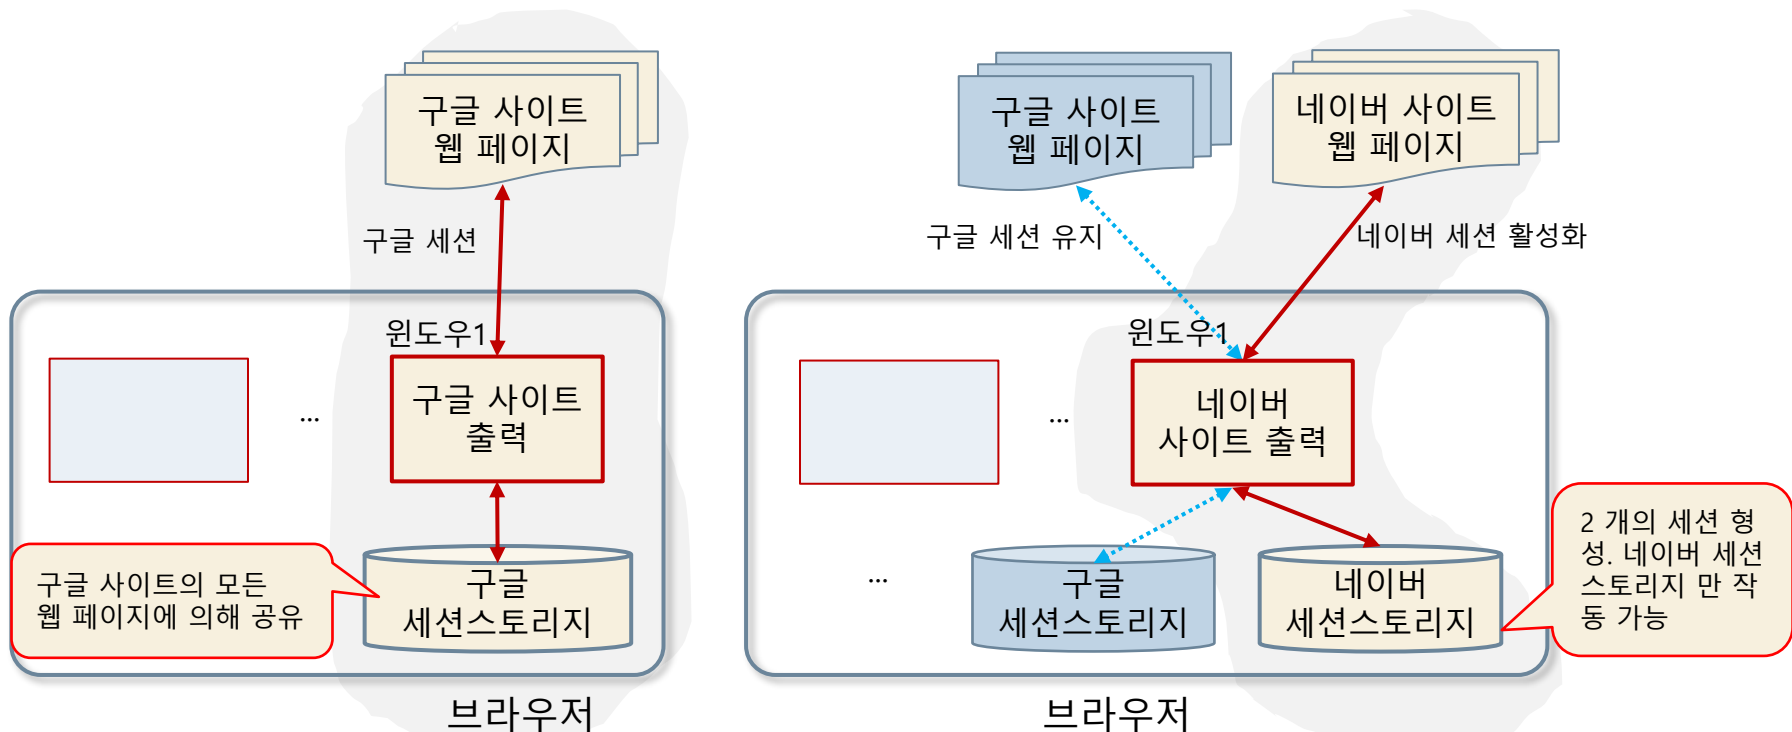 구글 사이트
웹 페이지
구글 세션
윈도우1
구글 사이트
출력
...
구글 사이트의 모든
웹 페이지에 의해 공유
구글
세션스토리지
브라우저
구글 사이트
웹 페이지
네이버 사이트
웹 페이지
구글 세션 유지
네이버 세션 활성화
윈도우1
...
네이버
사이트 출력
...
구글
세션스토리지
네이버
세션스토리지
2 개의 세션 형
성. 네이버 세션
스토리지 만 작
동 가능
브라우저